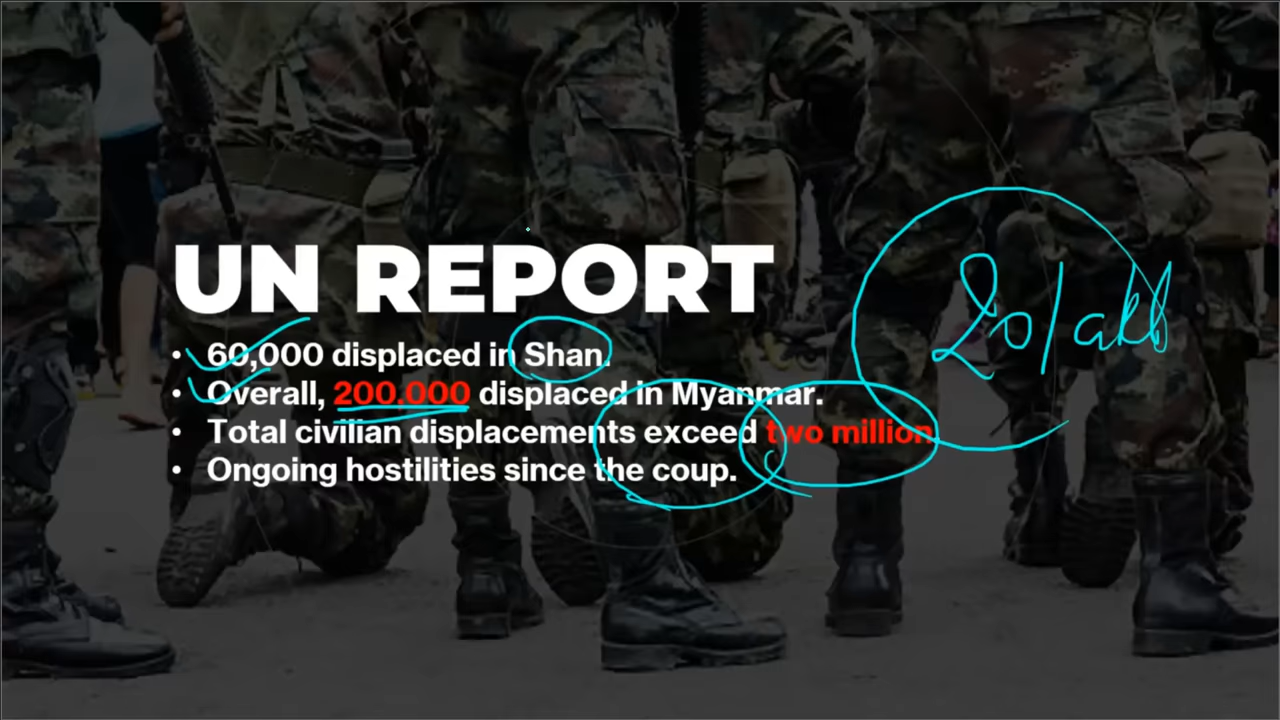 UN REPORT
• 60,000 displaced in Shan.
• Overall, 200.000 displaced in Myanmar.
• Total civilian displacements exceed two million
• Ongoing hostilities since the coup.
20/akh